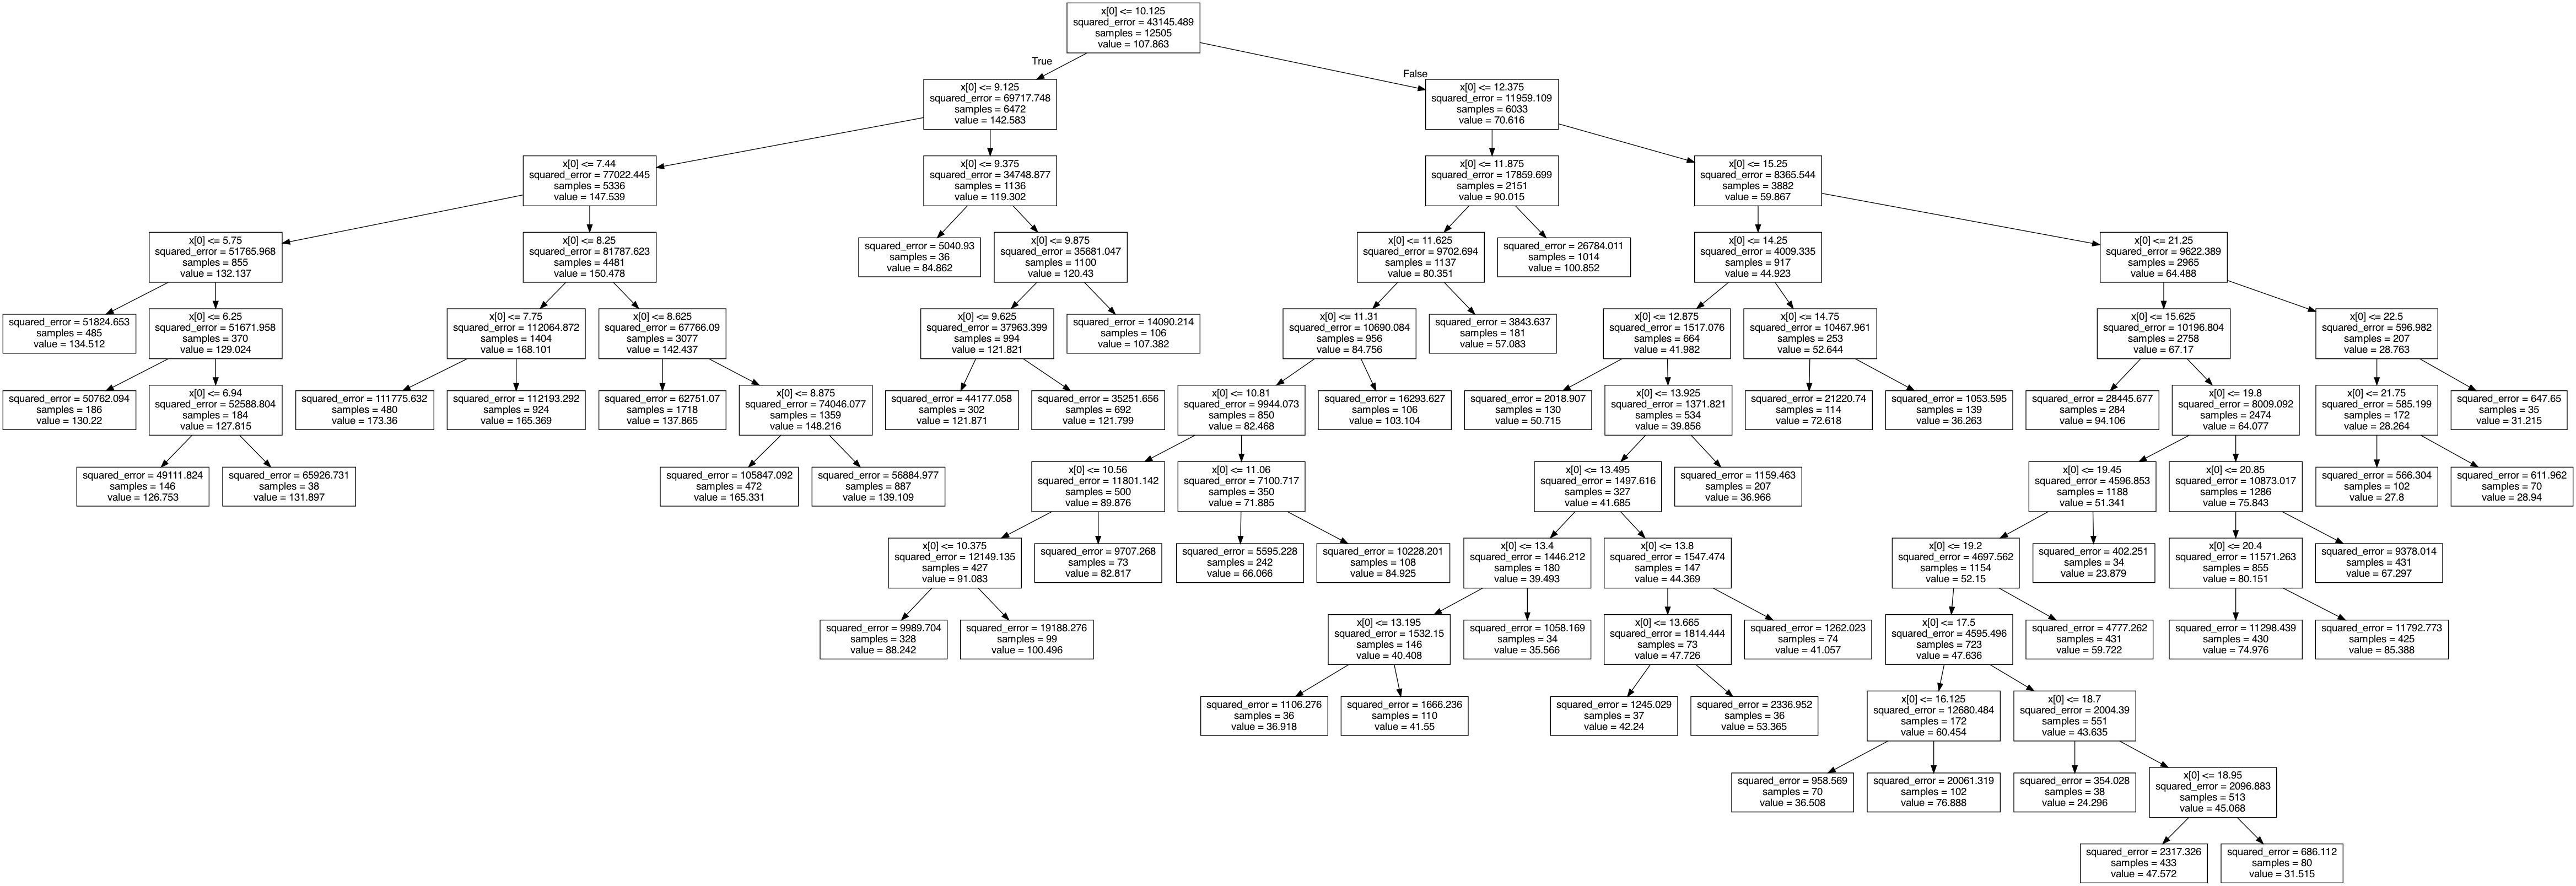 x[0] <= 10.125
squared_error = 43145.489
samples = 12505
value = 107.863
True
False
x[0] <= 9.125
squared_error = 69717.748
samples = 6472
value = 142.583
x[0] <= 12.375
squared_error = 11959.109
samples = 6033
value = 70.616
x[0] <= 7.44
squared_error = 77022.445
samples = 5336
value = 147.539
x[0] <= 9.375
squared_error = 34748.877
samples = 1136
value = 119.302
x[0] <= 11.875
squared_error = 17859.699
samples = 2151
value = 90.015
x[0] <= 15.25
squared_error = 8365.544
samples = 3882
value = 59.867
x[0] <= 5.75
squared_error = 51765.968
samples = 855
value = 132.137
x[0] <= 8.25
squared_error = 81787.623
samples = 4481
value = 150.478
squared_error = 5040.93
samples = 36
value = 84.862
x[0] <= 9.875
squared_error = 35681.047
samples = 1100
value = 120.43
x[0] <= 11.625
squared_error = 9702.694
samples = 1137
value = 80.351
squared_error = 26784.011
samples = 1014
value = 100.852
x[0] <= 14.25
squared_error = 4009.335
samples = 917
value = 44.923
x[0] <= 21.25
squared_error = 9622.389
samples = 2965
value = 64.488
squared_error = 51824.653
samples = 485
value = 134.512
x[0] <= 6.25
squared_error = 51671.958
samples = 370
value = 129.024
x[0] <= 7.75
squared_error = 112064.872
samples = 1404
value = 168.101
x[0] <= 8.625
squared_error = 67766.09
samples = 3077
value = 142.437
x[0] <= 9.625
squared_error = 37963.399
samples = 994
value = 121.821
squared_error = 14090.214
samples = 106
value = 107.382
x[0] <= 11.31
squared_error = 10690.084
samples = 956
value = 84.756
squared_error = 3843.637
samples = 181
value = 57.083
x[0] <= 12.875
squared_error = 1517.076
samples = 664
value = 41.982
x[0] <= 14.75
squared_error = 10467.961
samples = 253
value = 52.644
x[0] <= 15.625
squared_error = 10196.804
samples = 2758
value = 67.17
x[0] <= 22.5
squared_error = 596.982
samples = 207
value = 28.763
squared_error = 50762.094
samples = 186
value = 130.22
x[0] <= 6.94
squared_error = 52588.804
samples = 184
value = 127.815
squared_error = 111775.632
samples = 480
value = 173.36
squared_error = 112193.292
samples = 924
value = 165.369
squared_error = 62751.07
samples = 1718
value = 137.865
x[0] <= 8.875
squared_error = 74046.077
samples = 1359
value = 148.216
squared_error = 44177.058
samples = 302
value = 121.871
squared_error = 35251.656
samples = 692
value = 121.799
x[0] <= 10.81
squared_error = 9944.073
samples = 850
value = 82.468
squared_error = 16293.627
samples = 106
value = 103.104
squared_error = 2018.907
samples = 130
value = 50.715
x[0] <= 13.925
squared_error = 1371.821
samples = 534
value = 39.856
squared_error = 21220.74
samples = 114
value = 72.618
squared_error = 1053.595
samples = 139
value = 36.263
squared_error = 28445.677
samples = 284
value = 94.106
x[0] <= 19.8
squared_error = 8009.092
samples = 2474
value = 64.077
x[0] <= 21.75
squared_error = 585.199
samples = 172
value = 28.264
squared_error = 647.65
samples = 35
value = 31.215
squared_error = 49111.824
samples = 146
value = 126.753
squared_error = 65926.731
samples = 38
value = 131.897
squared_error = 105847.092
samples = 472
value = 165.331
squared_error = 56884.977
samples = 887
value = 139.109
x[0] <= 10.56
squared_error = 11801.142
samples = 500
value = 89.876
x[0] <= 11.06
squared_error = 7100.717
samples = 350
value = 71.885
x[0] <= 13.495
squared_error = 1497.616
samples = 327
value = 41.685
squared_error = 1159.463
samples = 207
value = 36.966
x[0] <= 19.45
squared_error = 4596.853
samples = 1188
value = 51.341
x[0] <= 20.85
squared_error = 10873.017
samples = 1286
value = 75.843
squared_error = 566.304
samples = 102
value = 27.8
squared_error = 611.962
samples = 70
value = 28.94
x[0] <= 10.375
squared_error = 12149.135
samples = 427
value = 91.083
squared_error = 9707.268
samples = 73
value = 82.817
squared_error = 5595.228
samples = 242
value = 66.066
squared_error = 10228.201
samples = 108
value = 84.925
x[0] <= 13.4
squared_error = 1446.212
samples = 180
value = 39.493
x[0] <= 13.8
squared_error = 1547.474
samples = 147
value = 44.369
x[0] <= 19.2
squared_error = 4697.562
samples = 1154
value = 52.15
squared_error = 402.251
samples = 34
value = 23.879
x[0] <= 20.4
squared_error = 11571.263
samples = 855
value = 80.151
squared_error = 9378.014
samples = 431
value = 67.297
squared_error = 9989.704
samples = 328
value = 88.242
squared_error = 19188.276
samples = 99
value = 100.496
x[0] <= 13.195
squared_error = 1532.15
samples = 146
value = 40.408
squared_error = 1058.169
samples = 34
value = 35.566
x[0] <= 13.665
squared_error = 1814.444
samples = 73
value = 47.726
squared_error = 1262.023
samples = 74
value = 41.057
x[0] <= 17.5
squared_error = 4595.496
samples = 723
value = 47.636
squared_error = 4777.262
samples = 431
value = 59.722
squared_error = 11298.439
samples = 430
value = 74.976
squared_error = 11792.773
samples = 425
value = 85.388
squared_error = 1106.276
samples = 36
value = 36.918
squared_error = 1666.236
samples = 110
value = 41.55
squared_error = 1245.029
samples = 37
value = 42.24
squared_error = 2336.952
samples = 36
value = 53.365
x[0] <= 16.125
squared_error = 12680.484
samples = 172
value = 60.454
x[0] <= 18.7
squared_error = 2004.39
samples = 551
value = 43.635
squared_error = 958.569
samples = 70
value = 36.508
squared_error = 20061.319
samples = 102
value = 76.888
squared_error = 354.028
samples = 38
value = 24.296
x[0] <= 18.95
squared_error = 2096.883
samples = 513
value = 45.068
squared_error = 2317.326
samples = 433
value = 47.572
squared_error = 686.112
samples = 80
value = 31.515